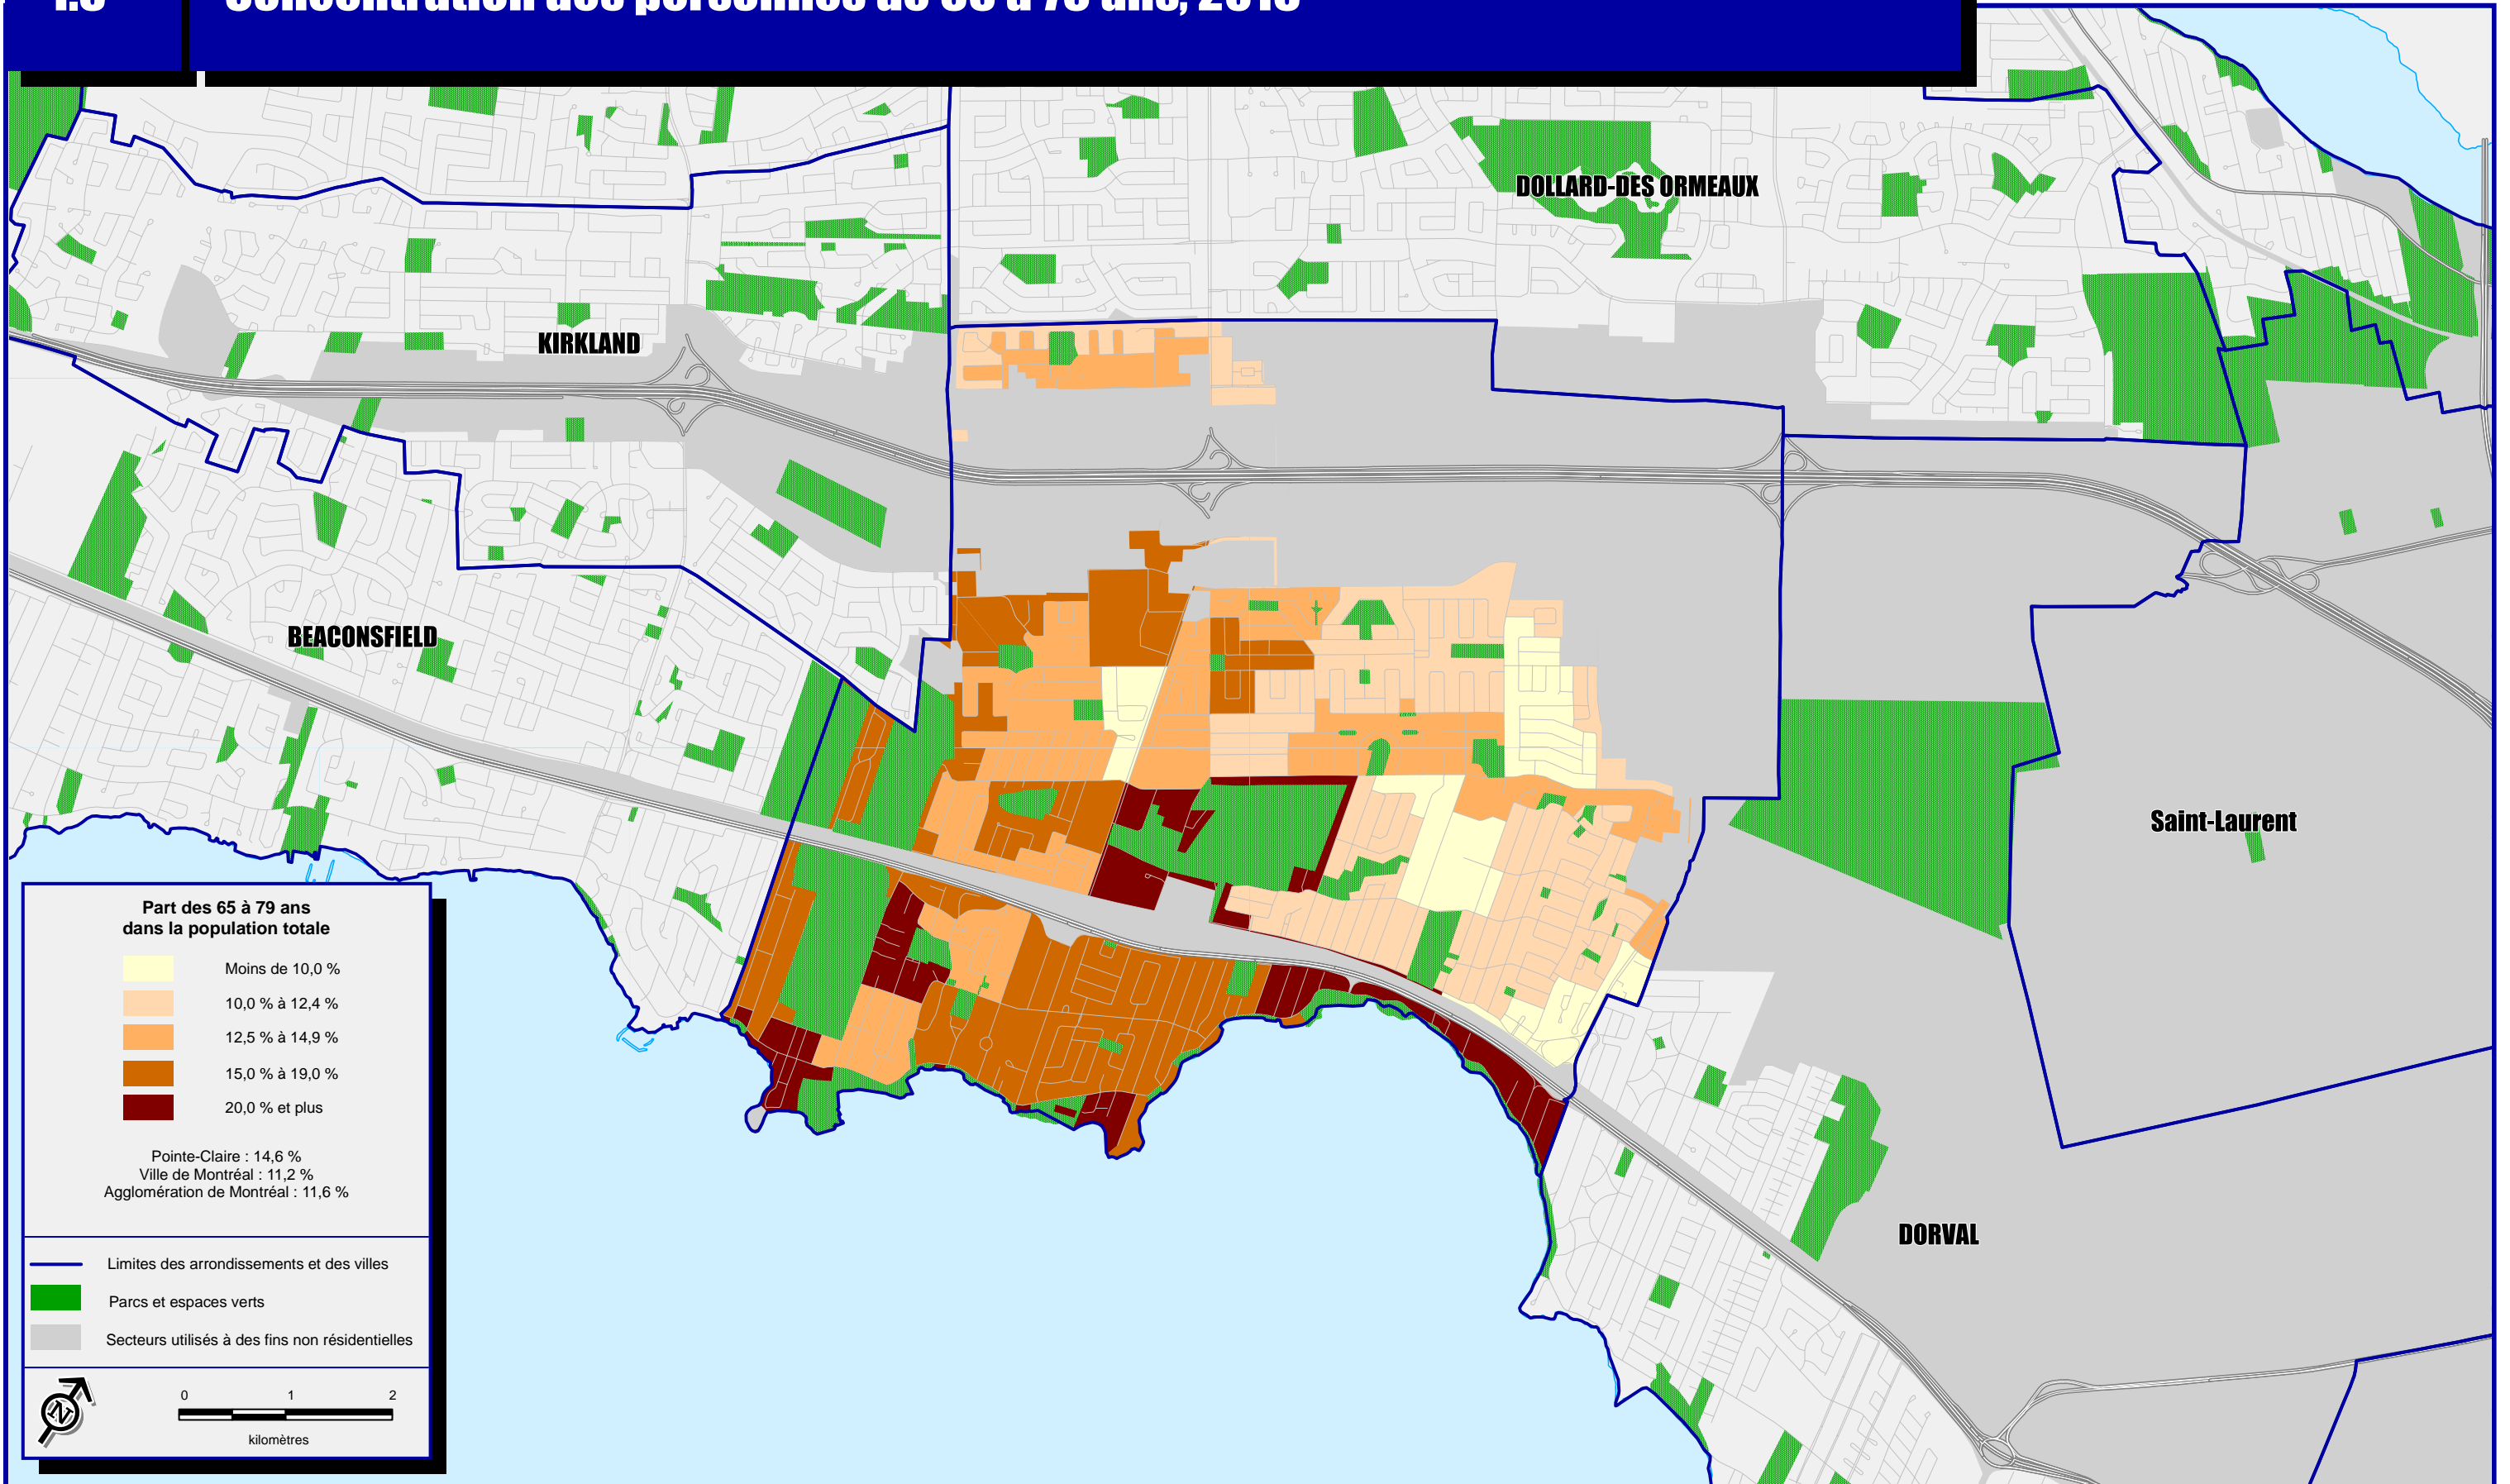 DOLLARD-DES ORMEAUX
KIRKLAND
BEACONSFIELD
Saint-Laurent
DORVAL
Part des 65 à 79 ans
dans la population totale
Moins de 10,0 %
10,0 % à 12,4 %
12,5 % à 14,9 %
15,0 % à 19,0 %
20,0 % et plus
Pointe-Claire : 14,6 %
Ville de Montréal : 11,2 %
Agglomération de Montréal : 11,6 %
Limites des arrondissements et des villes
Parcs et espaces verts
Secteurs utilisés à des fins non résidentielles
N
0 1 2
kilomètres